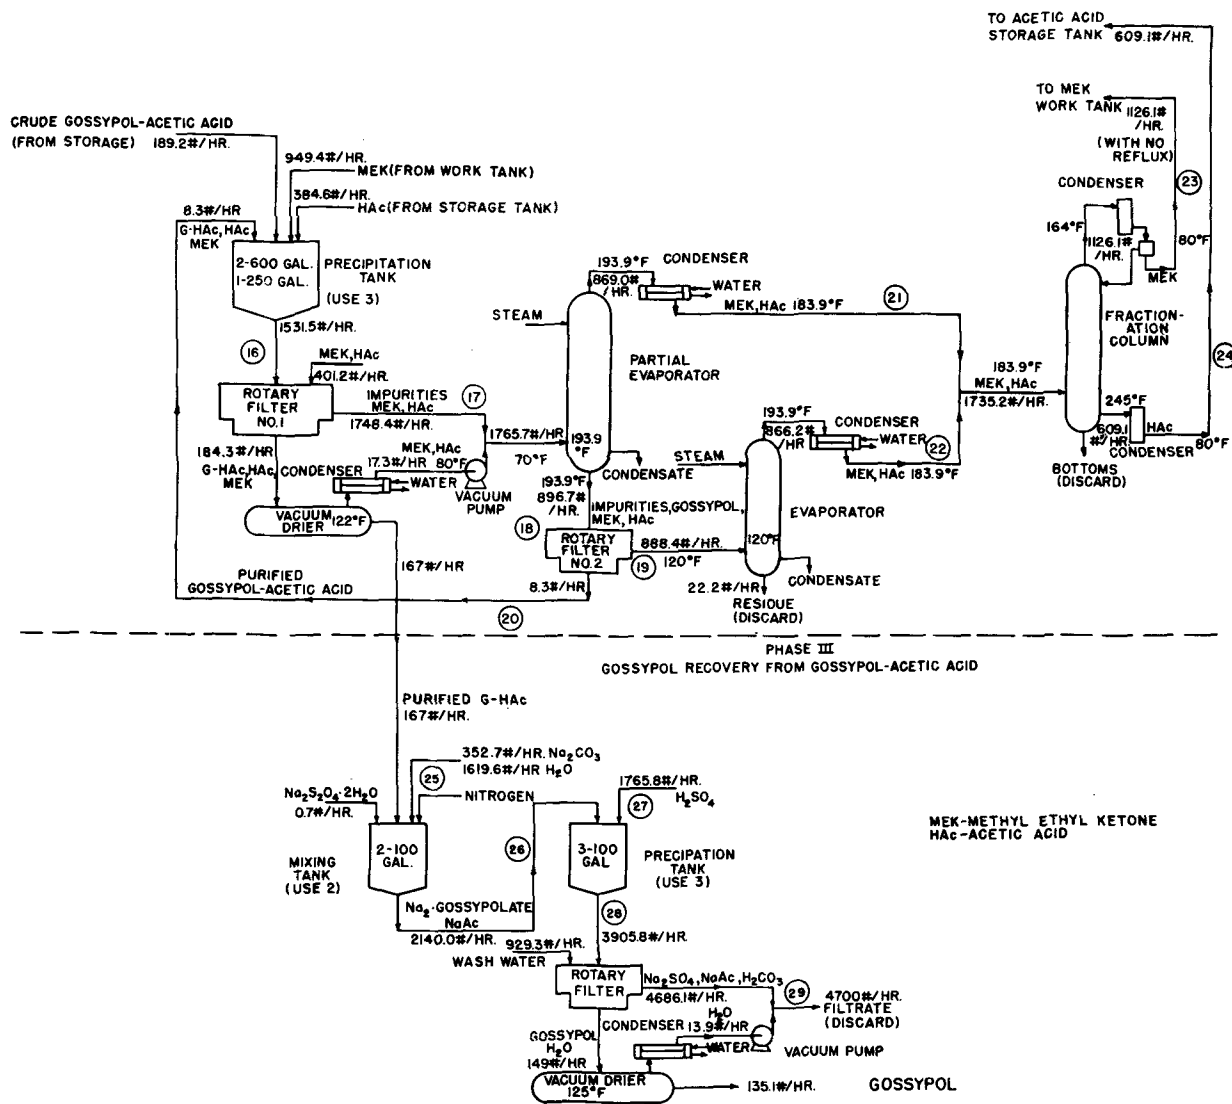 TO ACETIC ACID
STORAGE TANK
609.1#/HR.
TO MEK
WORK TANK
1126.1#
/HR.
(WITH NO
REFLUX)
CONDENSER
23
164°F
1126.1#
/HR.
80°F
MEK
FRACTION-
ATION
COLUMN
24
245°F
609.1
#/HR.
HAc
CONDENSER
80°F
BOTTOMS
(DISCARD)
CRUDE GOSSYPOL-ACETIC ACID
(FROM STORAGE) 189.2#/HR.
949.4#/HR.
MEK(FROM WORK TANK)
384.6#/HR.
HAc(FROM STORAGE TANK)
8.3#/HR
G-HAc,HAc
MEK
2-600 GAL.
1-250 GAL.
PRECIPITATION
TANK
(USE 3)
1531.5#/HR.
16
MEK,HAc
401.2#/HR.
ROTARY
FILTER
NO.1
IMPURITIES
MEK,HAc
1748.4#/HR.
17
184.3#/HR.
G-HAc,HAc,
MEK
CONDENSER
MEK,HAc
17.3#/HR
80°F
WATER
VACUUM
PUMP
1765.7#/HR.
70°F
VACUUM
DRIER
122°F
167#/HR
PURIFIED
GOSSYPOL-ACETIC ACID
20
193.9°F
869.0#
/HR.
CONDENSER
WATER
MEK,HAc 183.9°F
21
STEAM
PARTIAL
EVAPORATOR
193.9
°F
CONDENSATE
193.9°F
896.7#
/HR.
IMPURITIES,GOSSYPOL,
MEK,HAc
18
ROTARY
FILTER
NO.2
888.4#/HR.
19
120°F
8.3#/HR
STEAM
193.9°F
866.2#
/HR
CONDENSER
WATER
22
MEK,HAc 183.9°F
EVAPORATOR
120°F
CONDENSATE
22.2#/HR
RESIDUE
(DISCARD)
183.9°F
MEK,HAc
1735.2#/HR.
PHASE III
GOSSYPOL RECOVERY FROM GOSSYPOL-ACETIC ACID
PURIFIED G-HAc
167#/HR.
352.7#/HR. Na₂CO₃
1619.6#/HR H₂O
25
NITROGEN
Na₂S₂O₄·2H₂O
0.7#/HR.
MIXING
TANK
(USE 2)
2-100
GAL.
26
Na₂·GOSSYPOLATE
NaAc
2140.0#/HR.
1765.8#/HR.
27
H₂SO₄
3-100
GAL
PRECIPATION
TANK
(USE 3)
28
3905.8#/HR.
929.3#/HR.
WASH WATER
ROTARY
FILTER
Na₂SO₄,NaAc,H₂CO₃
4686.1#/HR.
29
4700#/HR.
FILTRATE
(DISCARD)
GOSSYPOL
H₂O
149#/HR
CONDENSER
H₂O
13.9#/HR
WATER
VACUUM PUMP
VACUUM DRIER
125°F
135.1#/HR.
GOSSYPOL
MEK-METHYL ETHYL KETONE
HAc-ACETIC ACID